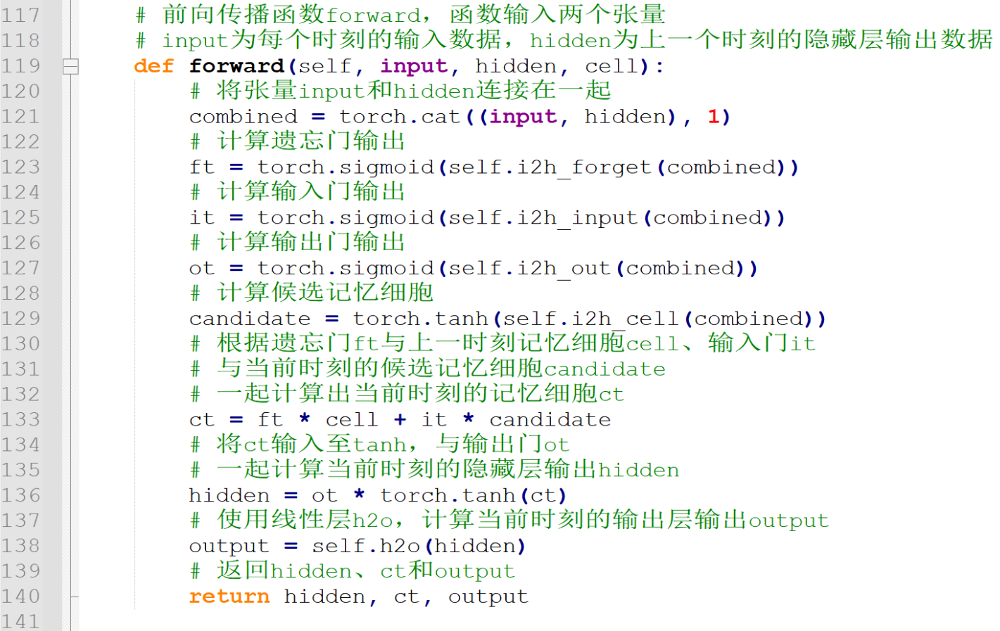 117 # 前向传播函数forward，函数输入两个张量
118 # input为每个时刻的输入数据，hidden为上一个时刻的隐藏层输出数据
119 def forward(self, input, hidden, cell):
120 # 将张量input和hidden连接在一起
121 combined = torch.cat((input, hidden), 1)
122 # 计算遗忘门输出
123 ft = torch.sigmoid(self.i2h_forget(combined))
124 # 计算输入门输出
125 it = torch.sigmoid(self.i2h_input(combined))
126 # 计算输出门输出
127 ot = torch.sigmoid(self.i2h_out(combined))
128 # 计算候选记忆细胞
129 candidate = torch.tanh(self.i2h_cell(combined))
130 # 根据遗忘门ft与上一时刻记忆细胞cell、输入门it
131 # 与当前时刻的候选记忆细胞candidate
132 # 一起计算出当前时刻的记忆细胞ct
133 ct = ft * cell + it * candidate
134 # 将ct输入至tanh，与输出门ot
135 # 一起计算当前时刻的隐藏层输出hidden
136 hidden = ot * torch.tanh(ct)
137 # 使用线性层h2o，计算当前时刻的输出层输出output
138 output = self.h2o(hidden)
139 # 返回hidden、ct和output
140 return hidden, ct, output
141